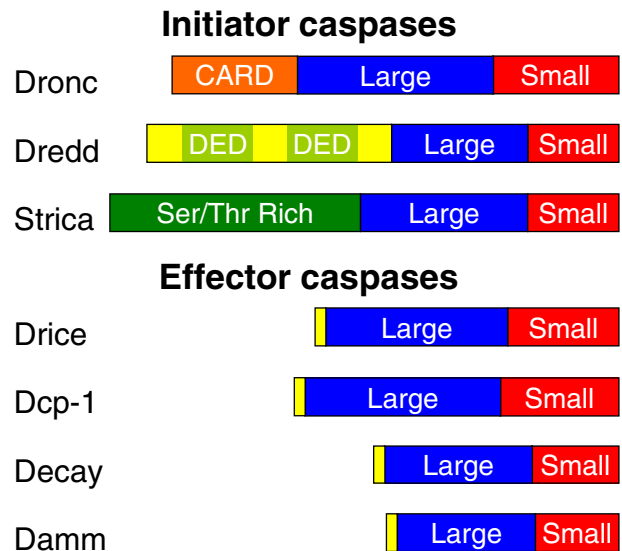 Initiator caspases
Dronc CARD Large Small
Dredd DED DED Large Small
Strica Ser/Thr Rich Large Small
Effector caspases
Drice Large Small
Dcp-1 Large Small
Decay Large Small
Damm Large Small